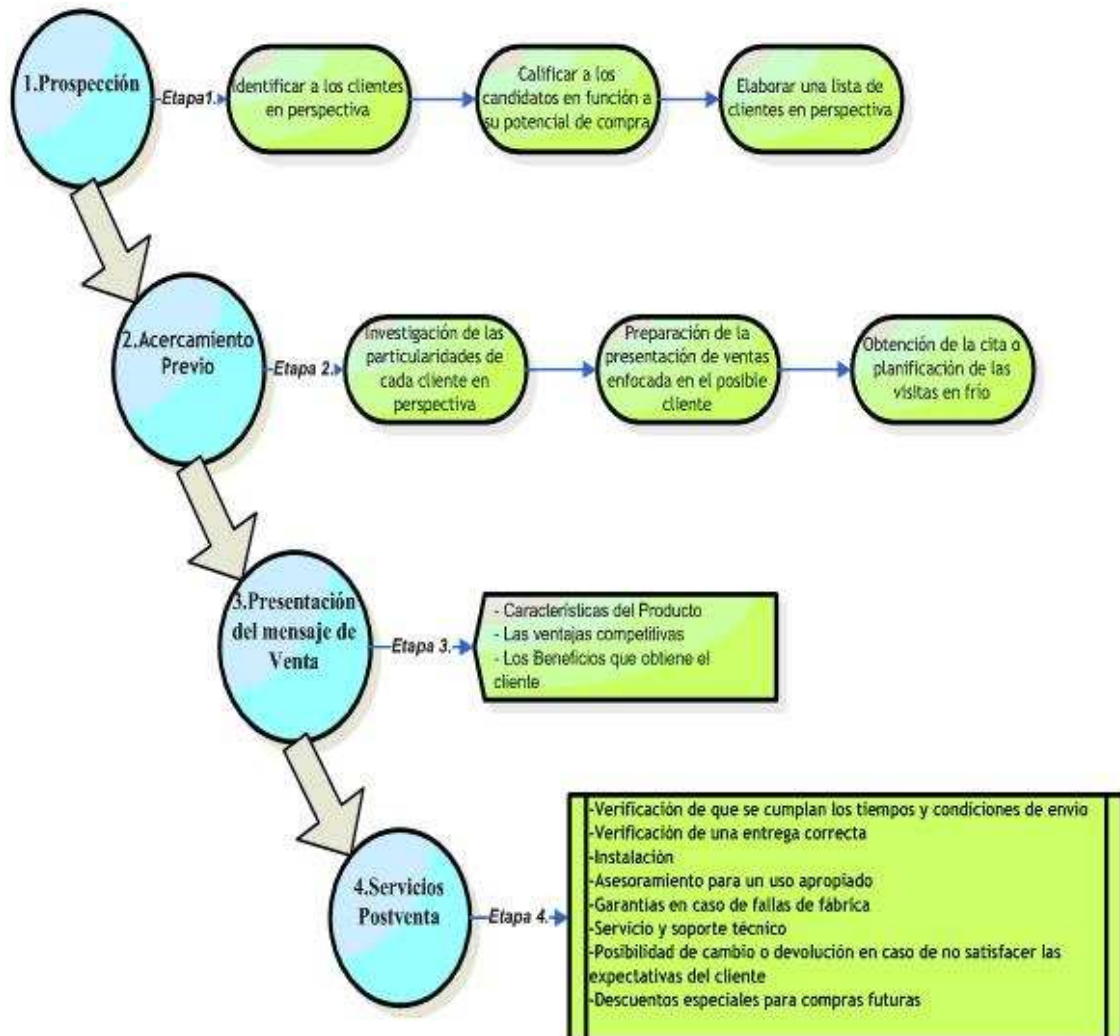 1.Prospección
Etapa1.
Identificar a los clientes
en perspectiva
Calificar a los
candidatos en función a
su potencial de compra
Elaborar una lista de
clientes en perspectiva
2.Acercamiento
Previo
Etapa 2.
Investigación de las
particularidades de
cada cliente en
perspectiva
Preparación de la
presentación de ventas
enfocada en el posible
cliente
Obtención de la cita o
planificación de las
visitas en frío
3.Presentación
del mensaje de
Venta
Etapa 3.
- Características del Producto
- Las ventajas competitivas
- Los Beneficios que obtiene el
cliente
4.Servicios
Postventa
Etapa 4.
-Verificación de que se cumplan los tiempos y condiciones de envío
-Verificación de una entrega correcta
-Instalación
-Asesoramiento para un uso apropiado
-Garantías en caso de fallas de fábrica
-Servicio y soporte técnico
-Posibilidad de cambio o devolución en caso de no satisfacer las
expectativas del cliente
-Descuentos especiales para compras futuras